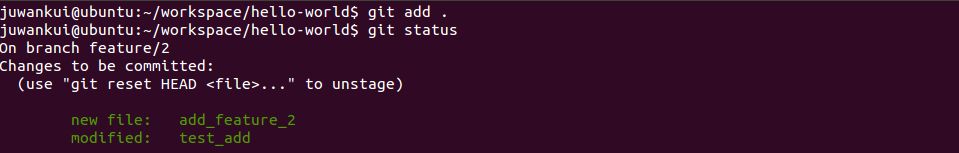 juwankui@ubuntu:~/workspace/hello-world$ git add .
juwankui@ubuntu:~/workspace/hello-world$ git status
On branch feature/2
Changes to be committed:
  (use "git reset HEAD <file>..." to unstage)

        new file:   add_feature_2
        modified:   test_add